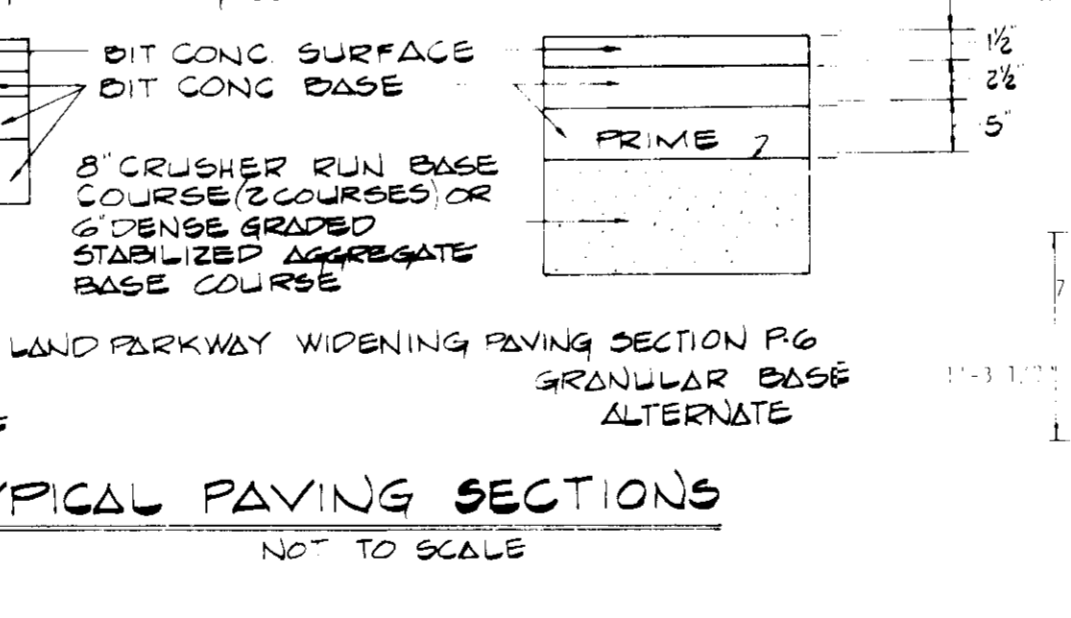 BIT CONC. SURFACE
BIT CONC BASE
1½"
2½"
5"
PRIME
8" CRUSHER RUN BASE
COURSE (2 COURSES) OR
6" DENSE GRADED
STABILIZED AGGREGATE
BASE COURSE
7
LAND PARKWAY WIDENING PAVING SECTION P-6
GRANULAR BASE
ALTERNATE
YPICAL PAVING SECTIONS
NOT TO SCALE